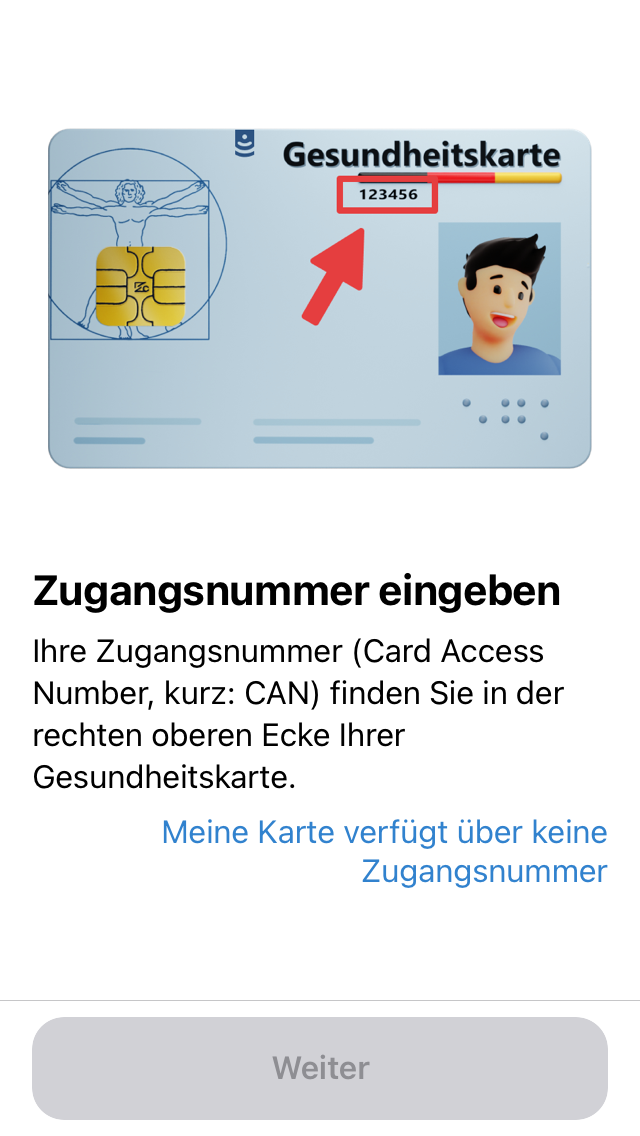 Gesundheitskarte
123456
Zugangsnummer eingeben
Ihre Zugangsnummer (Card Access
Number, kurz: CAN) finden Sie in der
rechten oberen Ecke Ihrer
Gesundheitskarte.
Meine Karte verfügt über keine
Zugangsnummer
Weiter